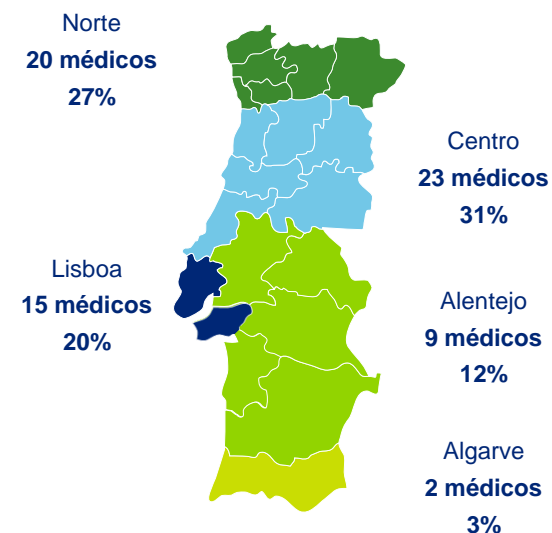 Norte
20 médicos
27%
Centro
23 médicos
31%
Lisboa
15 médicos
20%
Alentejo
9 médicos
12%
Algarve
2 médicos
3%